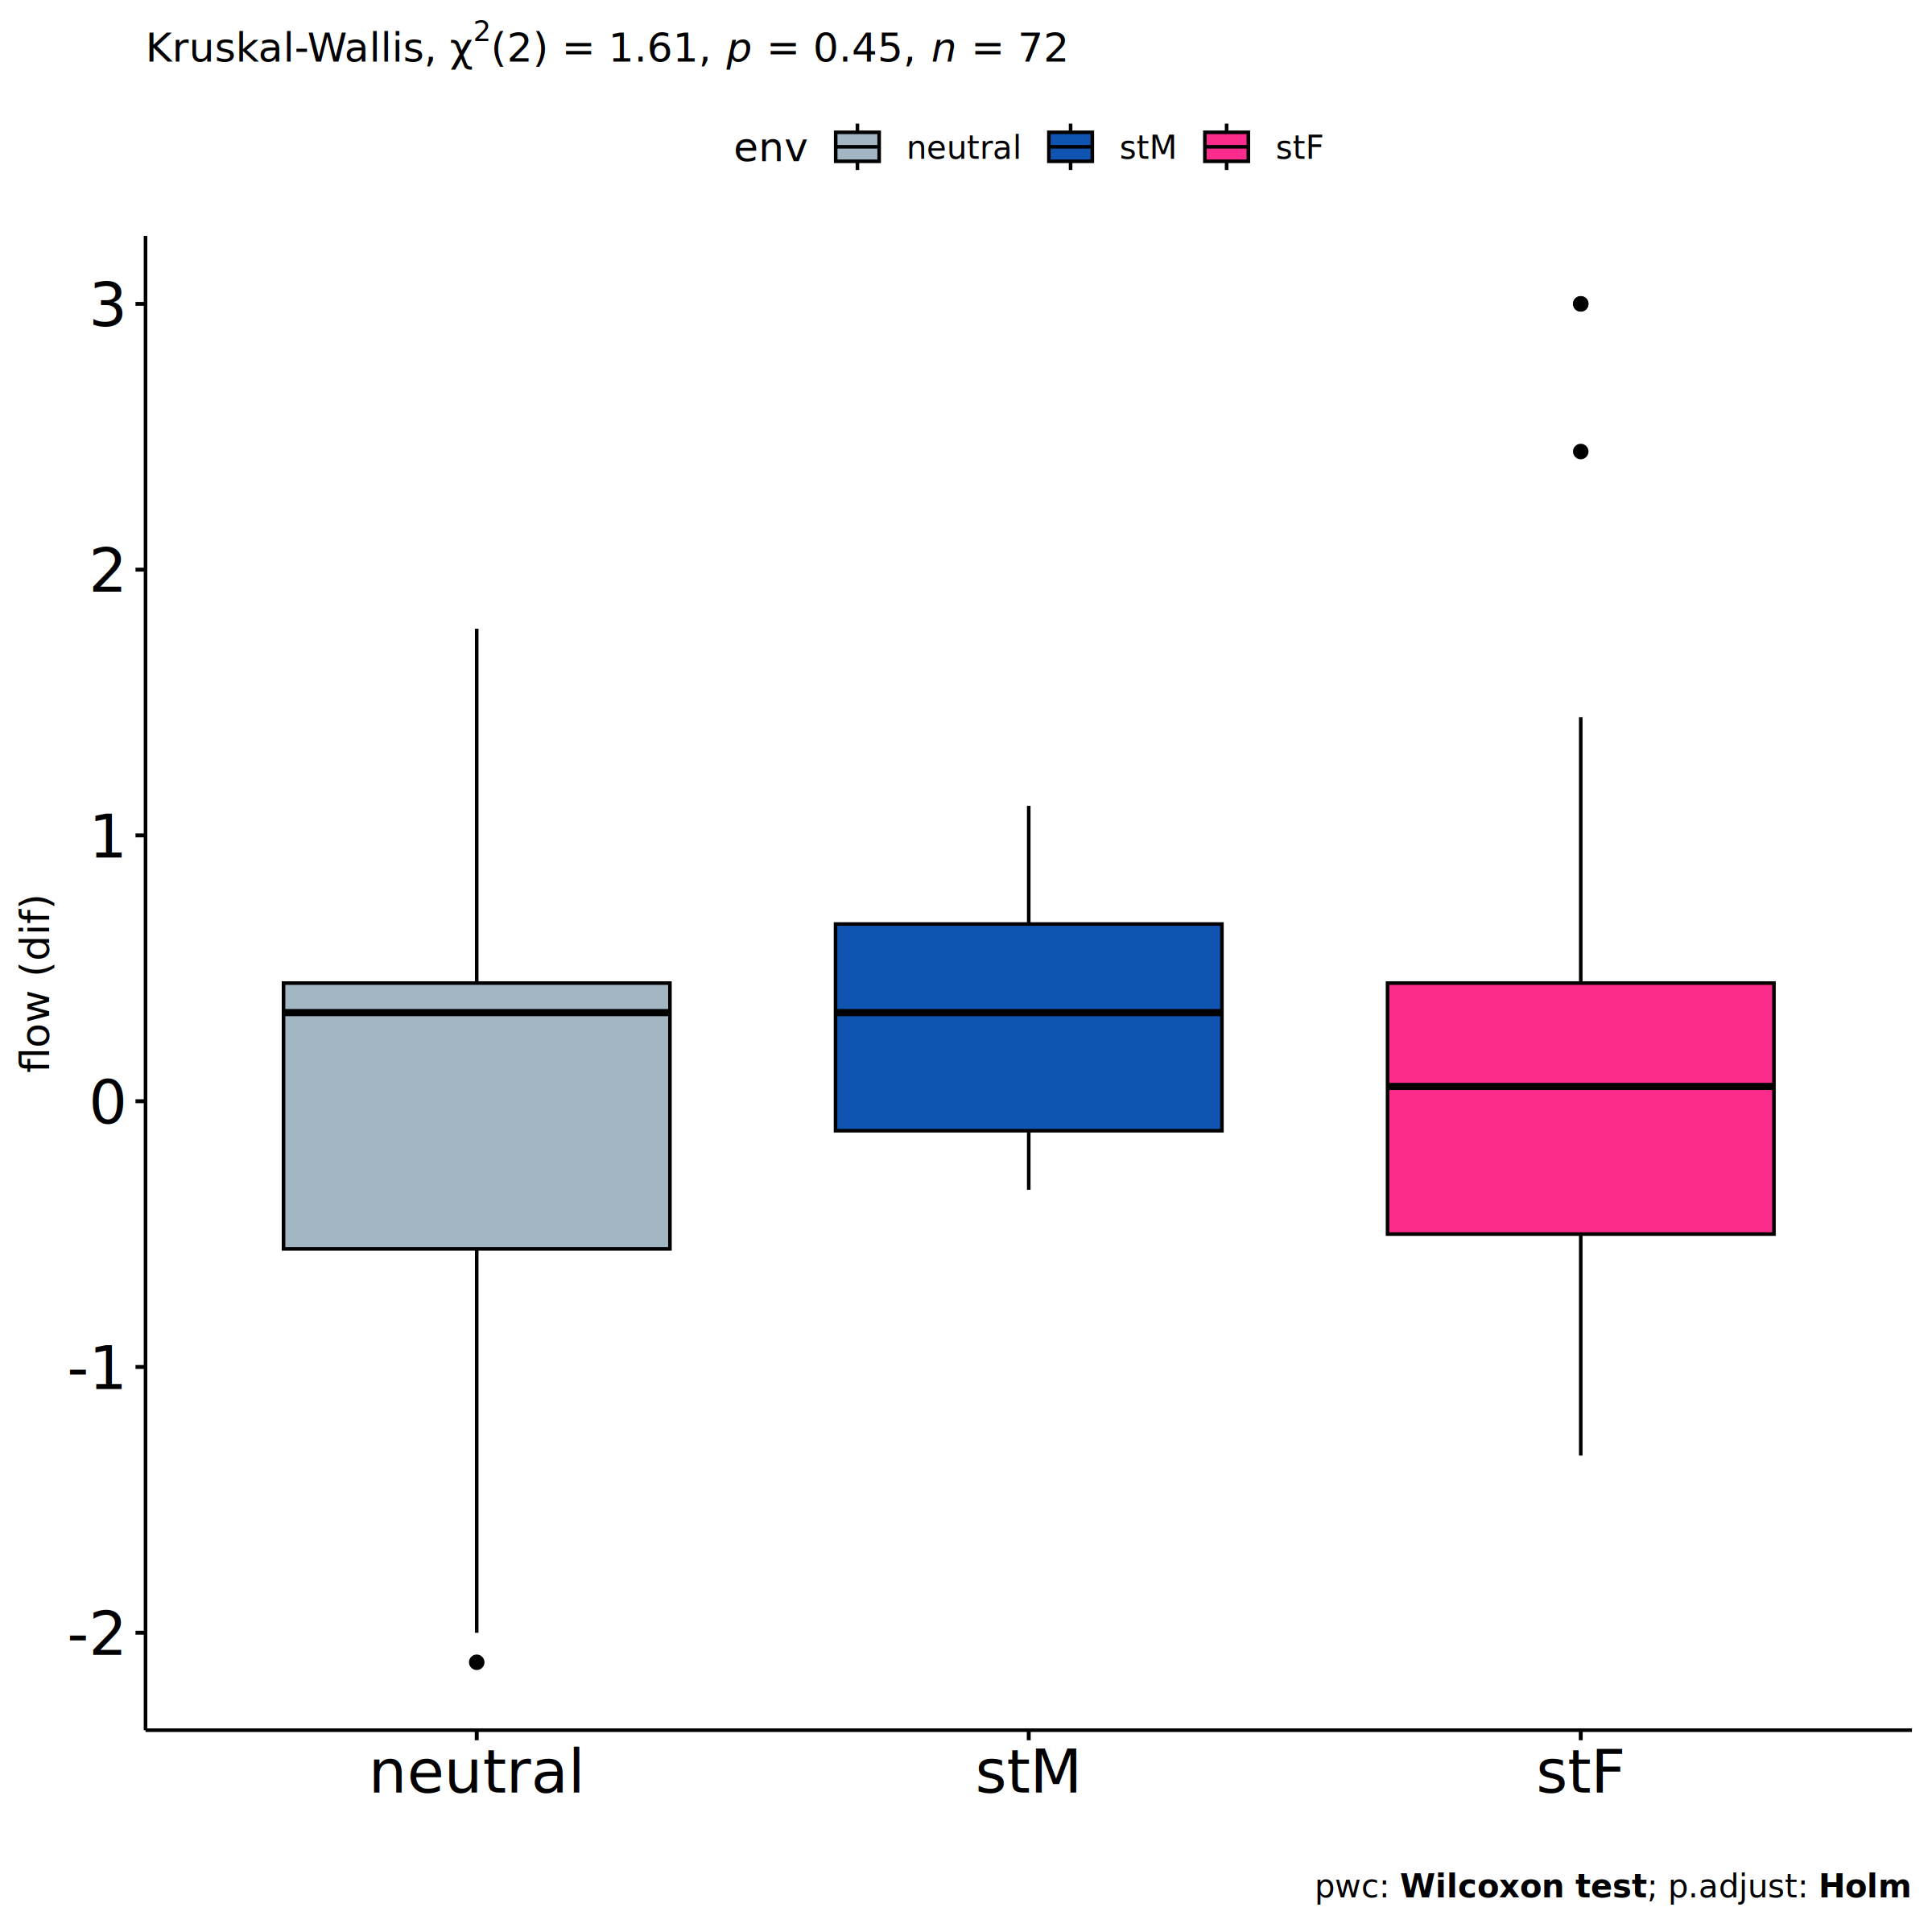 Kruskal-Wallis, χ²(2) = 1.61, p = 0.45, n = 72
env neutral stM stF
3
2
1
0
-1
-2
flow (dif)
neutral stM stF
pwc: Wilcoxon test; p.adjust: Holm